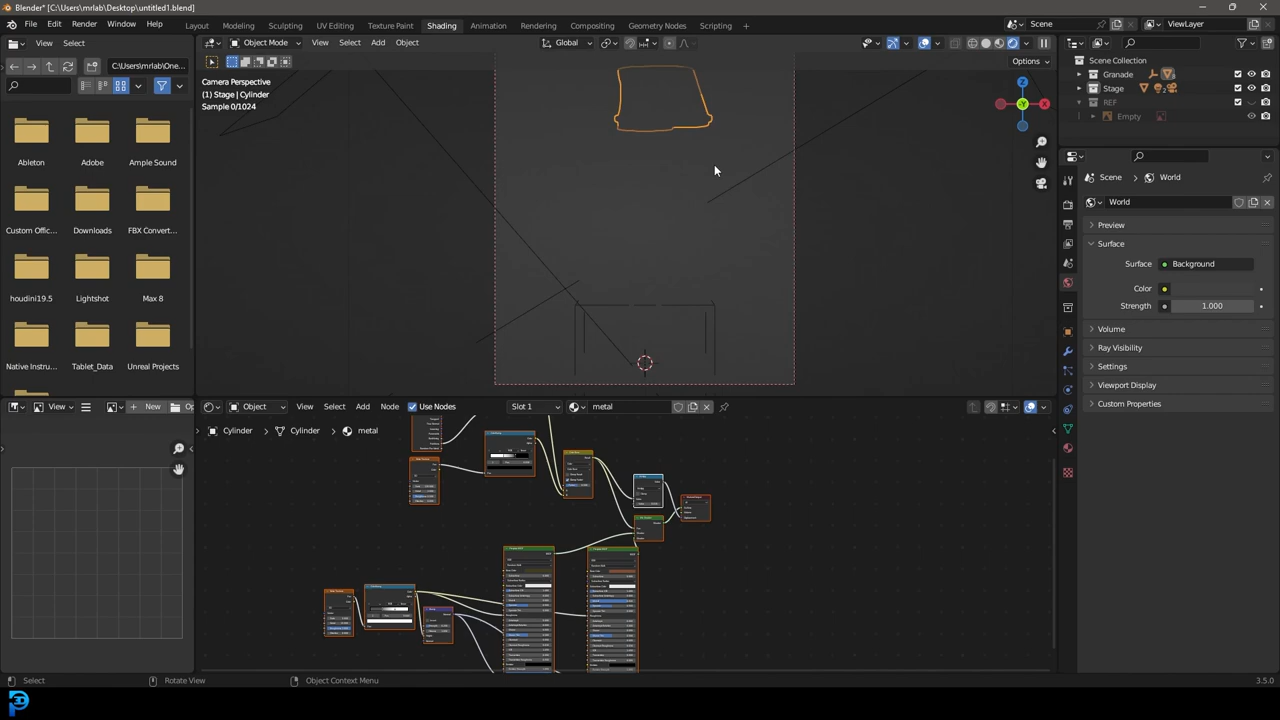 Blender* [C:\Users\mrlab\Desktop\untitled1.blend]
File Edit Render Window Help Layout Modeling Sculpting UV Editing Texture Paint Shading Animation Rendering Compositing Geometry Nodes Scripting + Scene ViewLayer
View Select Object Mode View Select Add Object Global
C:\Users\mrlab\One...
Options
Camera Perspective
(1) Stage | Cylinder
Sample 0/1024
Z
Y
X
Ableton Adobe Ample Sound
Custom Offic... Downloads FBX Convert...
houdini19.5 Lightshot Max 8
Native Instru... Tablet_Data Unreal Projects
Scene Collection
Granade
Stage
REF
Empty
Scene World
World
Preview
Surface
Surface Background
Color
Strength 1.000
Volume
Ray Visibility
Settings
Viewport Display
Custom Properties
View New Op
Object View Select Add Node Use Nodes Slot 1 metal
Cylinder Cylinder metal
Select Rotate View Object Context Menu 3.5.0